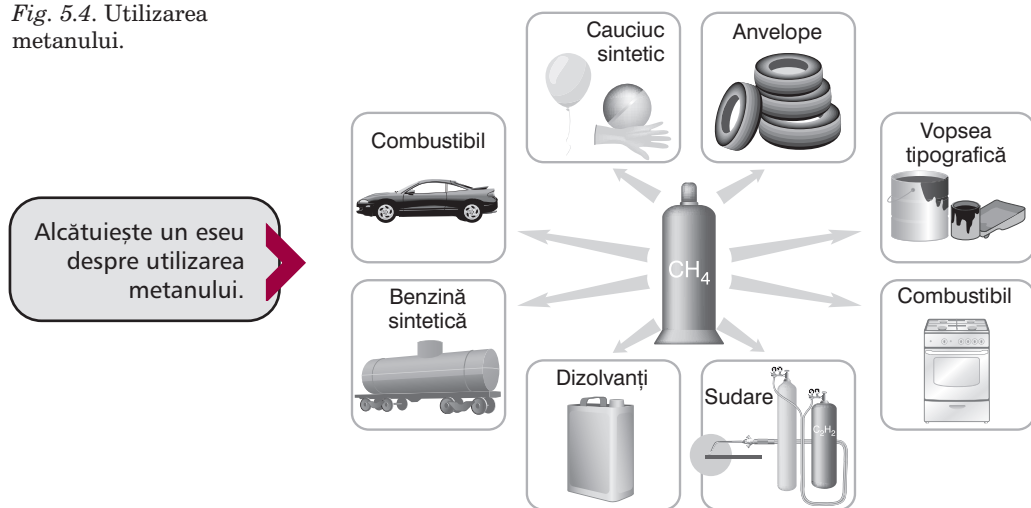 Fig. 5.4. Utilizarea
metanului.
Cauciuc
sintetic
Anvelope
Combustibil
Vopsea
tipografică
Alcătuiește un eseu
despre utilizarea
metanului.
CH₄
Benzină
sintetică
Combustibil
Dizolvanți
Sudare
C₂H₂